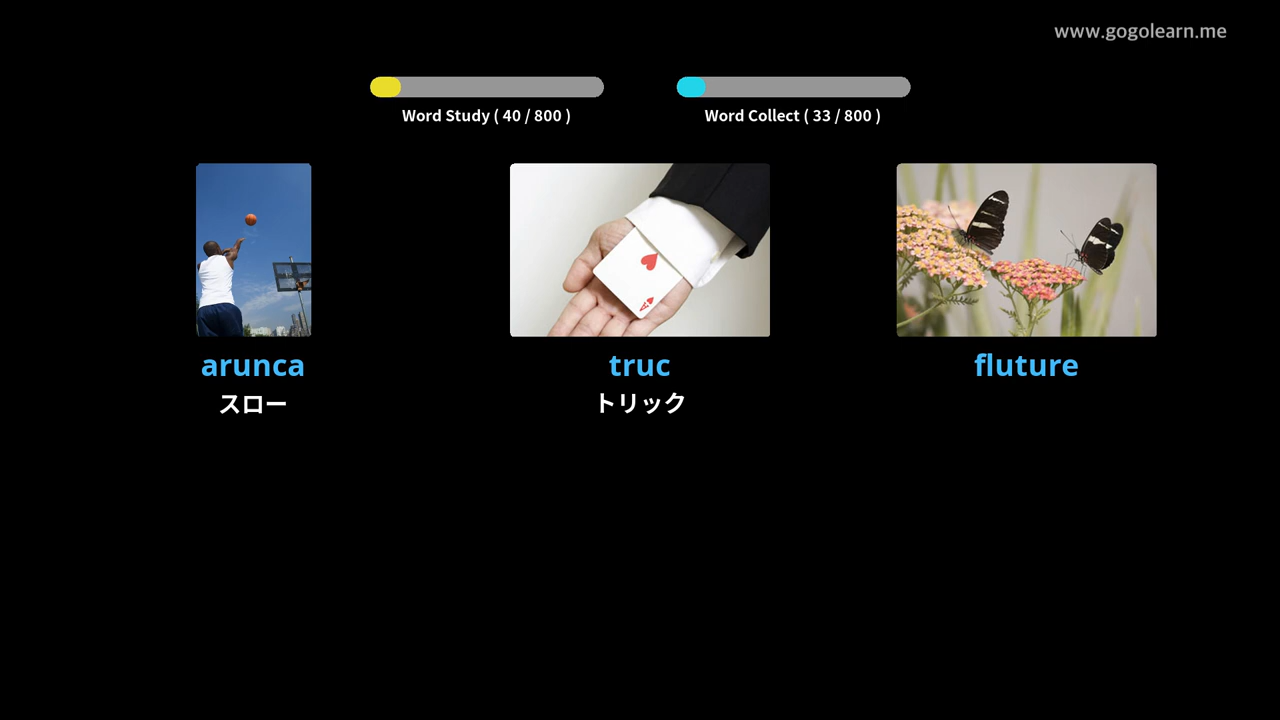 www.gogolearn.me
Word Study ( 40 / 800 )
Word Collect ( 33 / 800 )
arunca
truc
fluture
スロー
トリック